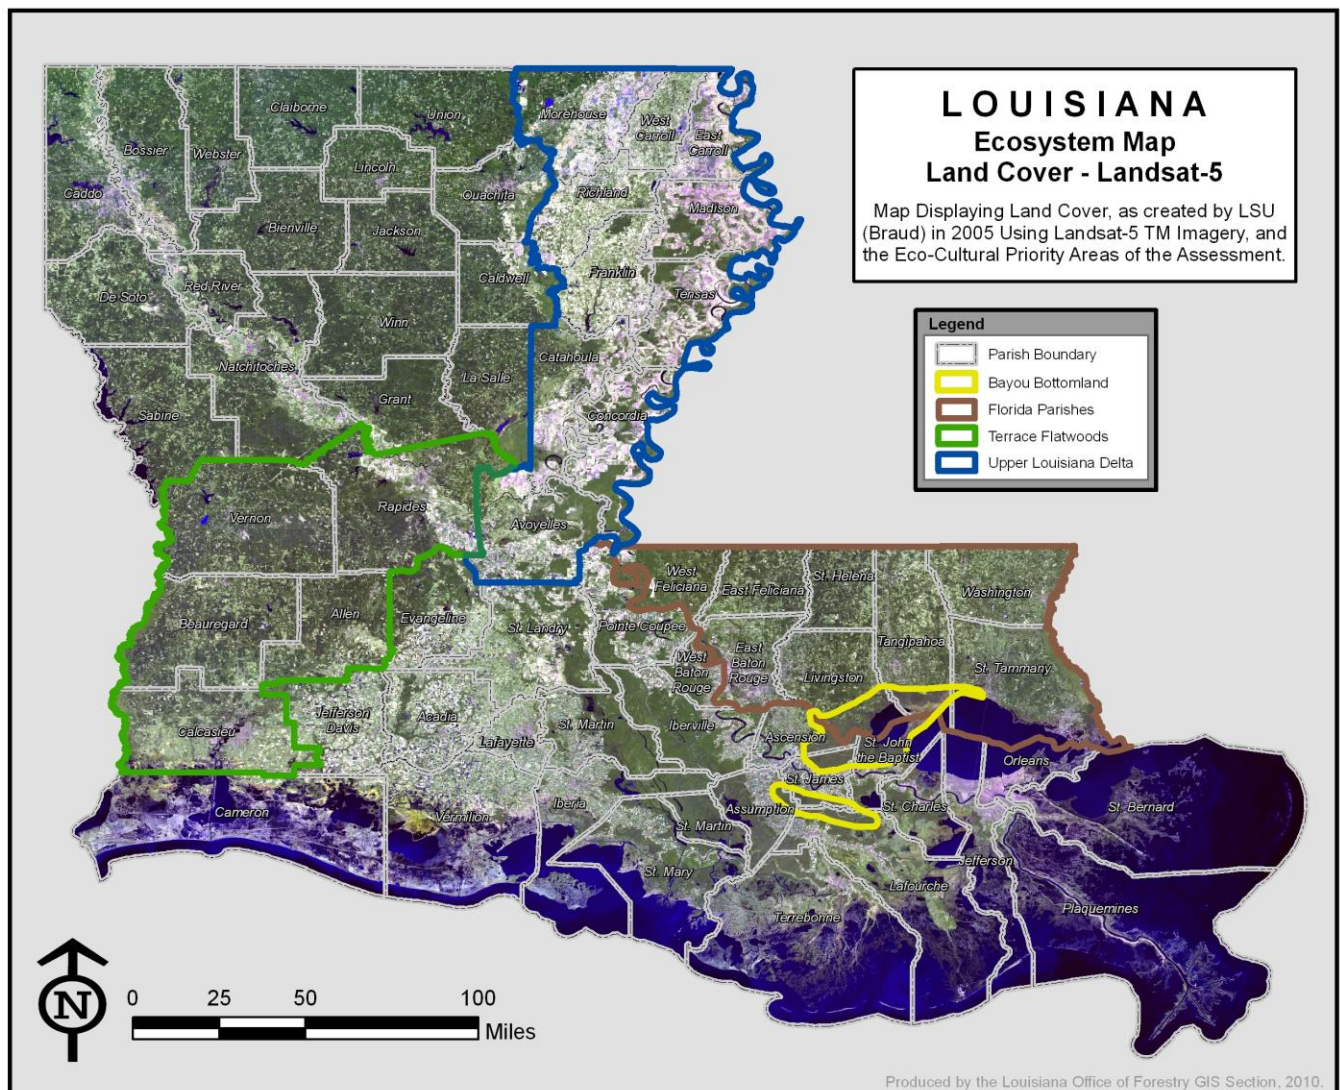 LOUISIANA
Ecosystem Map
Land Cover - Landsat-5
Map Displaying Land Cover, as created by LSU
(Braud) in 2005 Using Landsat-5 TM Imagery, and
the Eco-Cultural Priority Areas of the Assessment.
Legend
Parish Boundary
Bayou Bottomland
Florida Parishes
Terrace Flatwoods
Upper Louisiana Delta
Claiborne
Union
Morehouse
West
Carroll
East
Carroll
Bossier
Webster
Lincoln
Caddo
Ouachita
Richland
Madison
Bienville
Jackson
Franklin
Caldwell
De Soto
Red River
Tensas
Winn
Natchitoches
Catahoula
La Salle
Grant
Sabine
Concordia
Vernon
Rapides
Avoyelles
West
Feliciana
East Feliciana
St. Helena
Washington
Beauregard
Allen
Evangeline
St. Landry
Pointe Coupee
Tangipahoa
East
Baton
Rouge
West
Baton
Rouge
Livingston
St. Tammany
Calcasieu
Jefferson
Davis
Acadia
Lafayette
St. Martin
Iberville
Ascension
St. John
the Baptist
Orleans
St. James
Cameron
Vermilion
Iberia
Assumption
St. Charles
St. Bernard
St. Martin
St. Mary
Jefferson
Lafourche
Terrebonne
Plaquemines
N
0 25 50 100
Miles
Produced by the Louisiana Office of Forestry GIS Section, 2010.